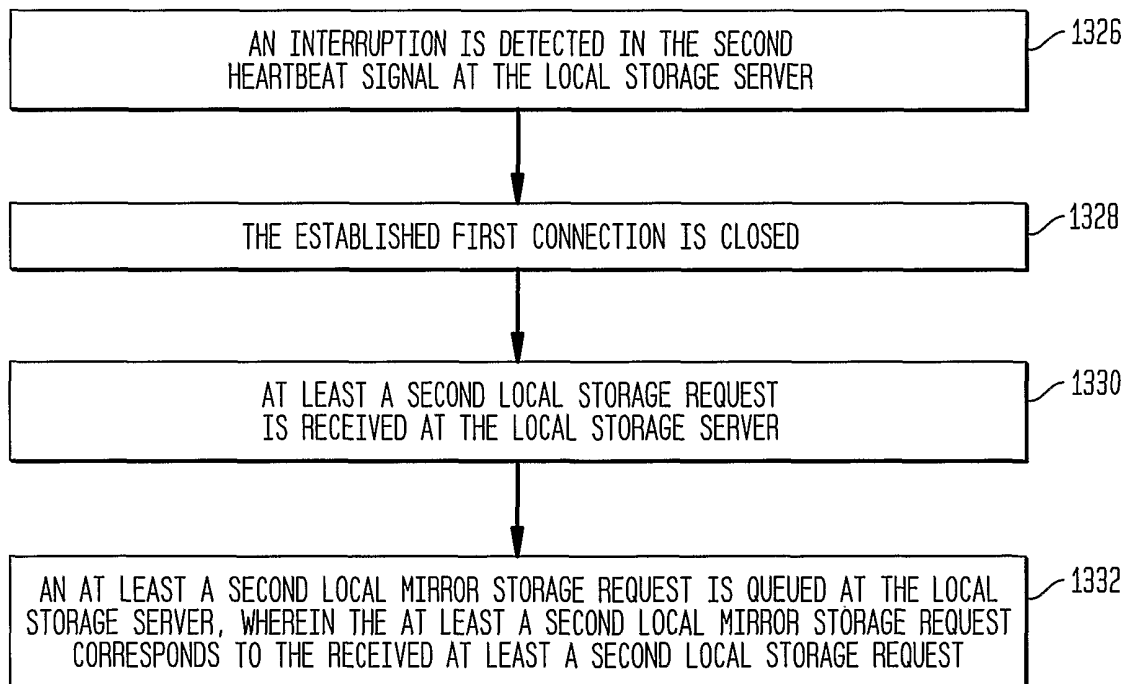 AN INTERRUPTION IS DETECTED IN THE SECOND
HEARTBEAT SIGNAL AT THE LOCAL STORAGE SERVER
1326
THE ESTABLISHED FIRST CONNECTION IS CLOSED
1328
AT LEAST A SECOND LOCAL STORAGE REQUEST
IS RECEIVED AT THE LOCAL STORAGE SERVER
1330
AN AT LEAST A SECOND LOCAL MIRROR STORAGE REQUEST IS QUEUED AT THE LOCAL
STORAGE SERVER, WHEREIN THE AT LEAST A SECOND LOCAL MIRROR STORAGE REQUEST
CORRESPONDS TO THE RECEIVED AT LEAST A SECOND LOCAL STORAGE REQUEST
1332